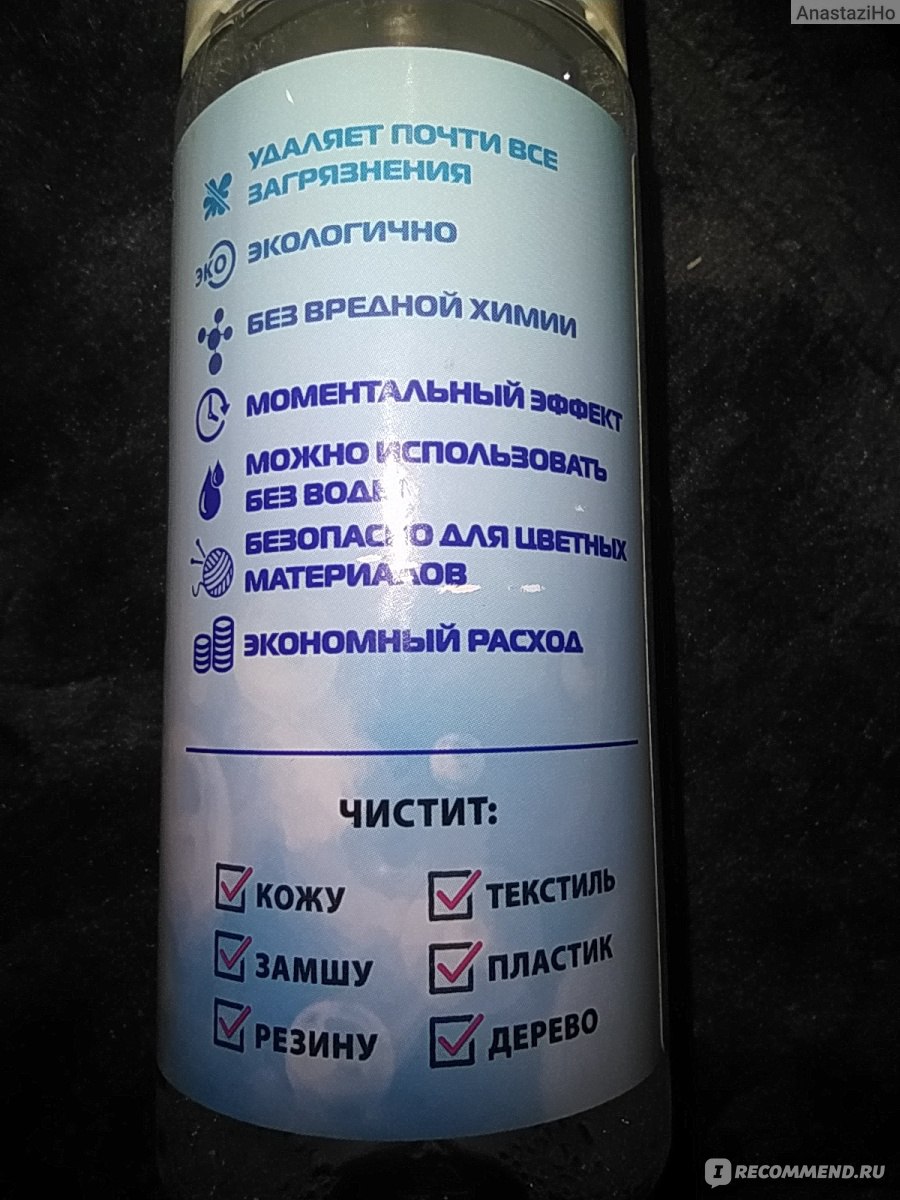 AnastaziHo
УДАЛЯЕТ ПОЧТИ ВСЕ
ЗАГРЯЗНЕНИЯ
ЭКО ЭКОЛОГИЧНО
БЕЗ ВРЕДНОЙ ХИМИИ
МОМЕНТАЛЬНЫЙ ЭФФЕКТ
МОЖНО ИСПОЛЬЗОВАТЬ
БЕЗ ВОДЫ
БЕЗОПАСНО ДЛЯ ЦВЕТНЫХ
МАТЕРИАЛОВ
ЭКОНОМНЫЙ РАСХОД
ЧИСТИТ:
КОЖУ ТЕКСТИЛЬ
ЗАМШУ ПЛАСТИК
РЕЗИНУ ДЕРЕВО
IRECOMMEND.RU